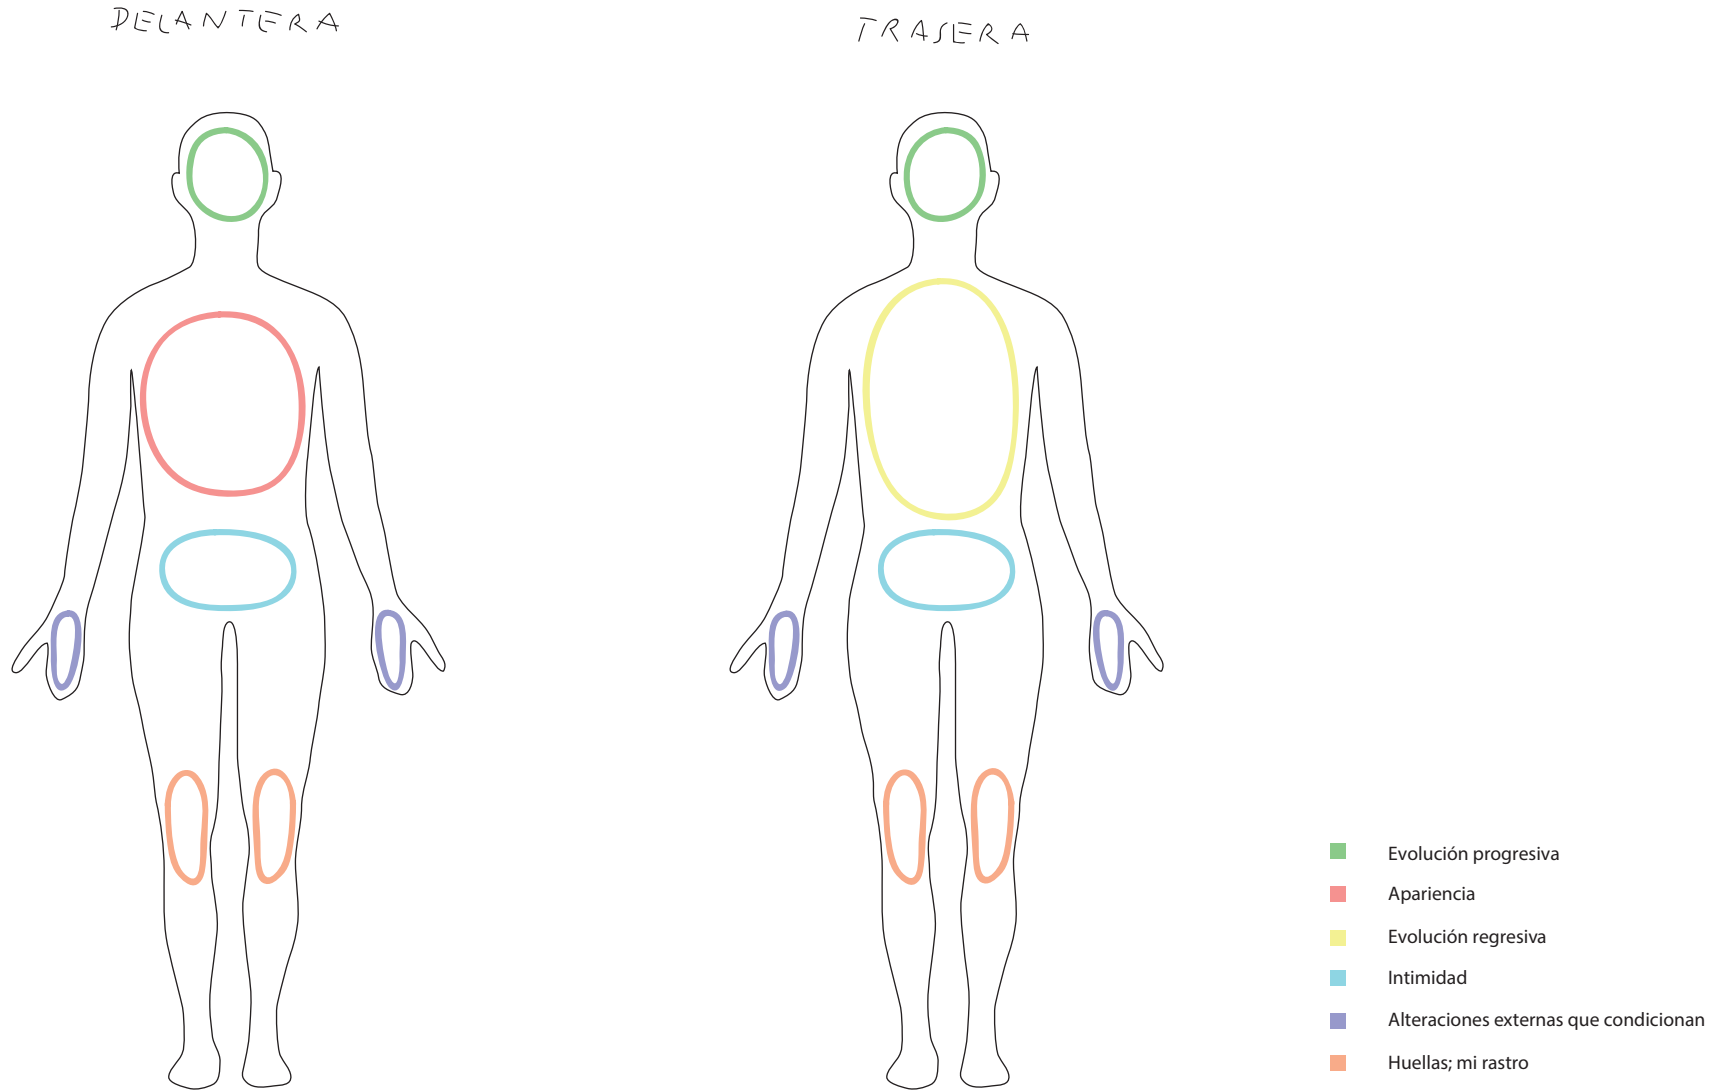 DELANTERA
TRASERA
Evolución progresiva
Apariencia
Evolución regresiva
Intimidad
Alteraciones externas que condicionan
Huellas; mi rastro